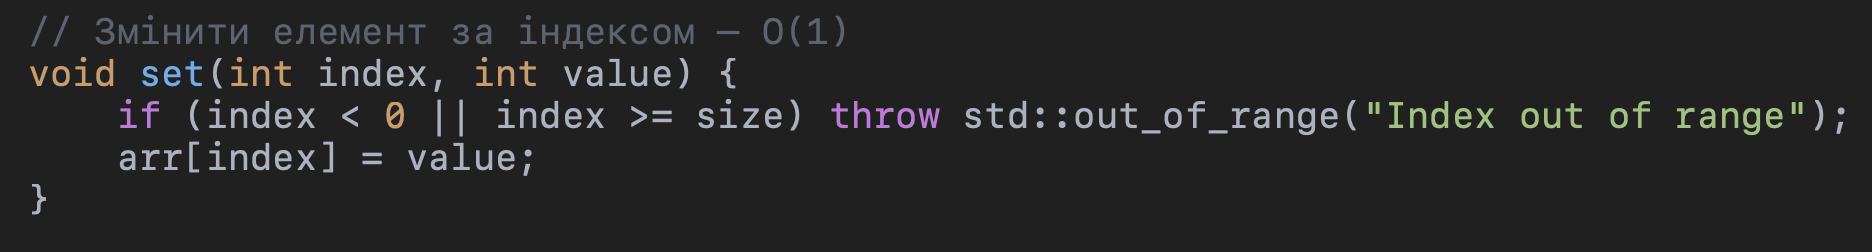 // Змінити елемент за індексом — O(1)
void set(int index, int value) {
    if (index < 0 || index >= size) throw std::out_of_range("Index out of range");
    arr[index] = value;
}